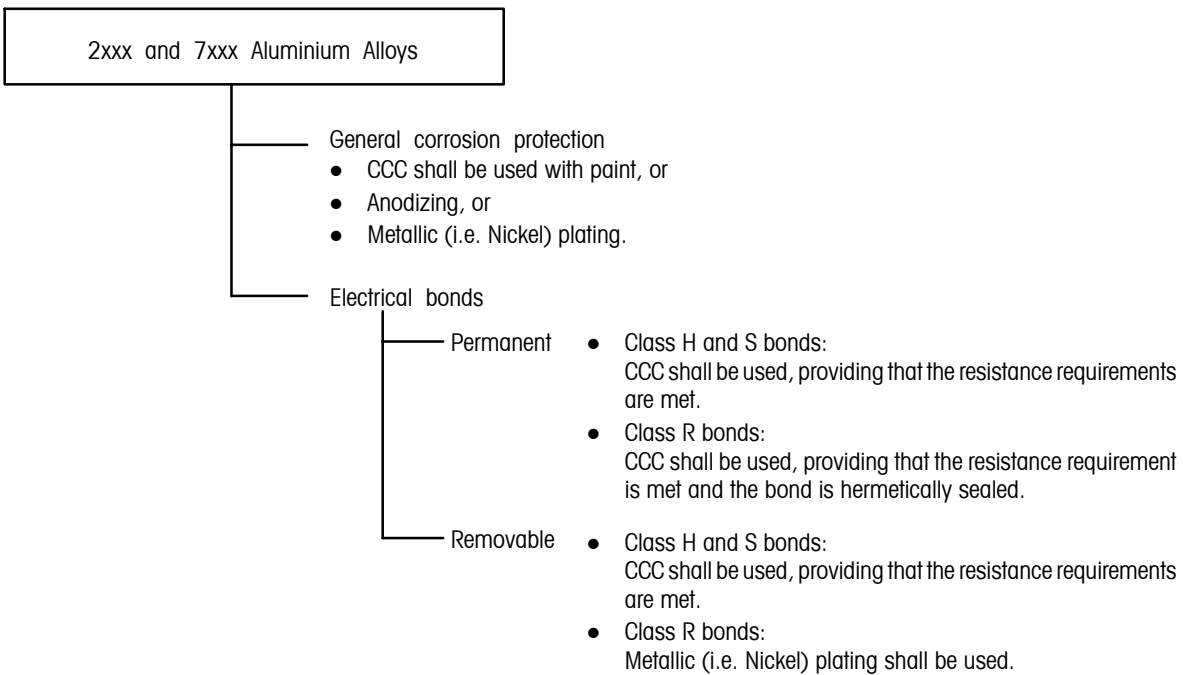 2xxx and 7xxx Aluminium Alloys
General corrosion protection
● CCC shall be used with paint, or
● Anodizing, or
● Metallic (i.e. Nickel) plating.
Electrical bonds
Permanent ● Class H and S bonds:
CCC shall be used, providing that the resistance requirements
are met.
● Class R bonds:
CCC shall be used, providing that the resistance requirement
is met and the bond is hermetically sealed.
Removable ● Class H and S bonds:
CCC shall be used, providing that the resistance requirements
are met.
● Class R bonds:
Metallic (i.e. Nickel) plating shall be used.